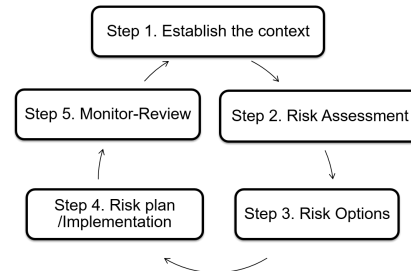 Step 1. Establish the context
Step 5. Monitor-Review
Step 2. Risk Assessment
Step 4. Risk plan
/Implementation
Step 3. Risk Options